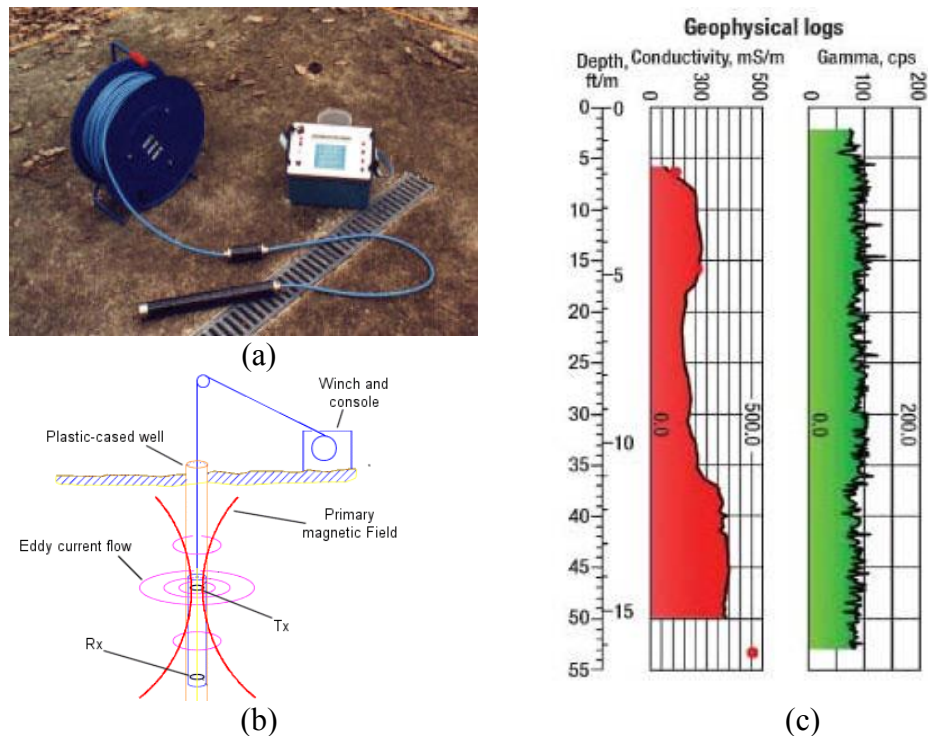 (a)
Winch and
console
Plastic-cased well
Primary
magnetic Field
Eddy current flow
Tx
Rx
(b)
Geophysical logs
Depth, Conductivity, mS/m Gamma, cps
ft/m
0 300 500 0 100 200
0 0
5
10
15 5
20
25
30 10
35
40
45
50 15
55
0.0 500.0 0.0 200.0
(c)